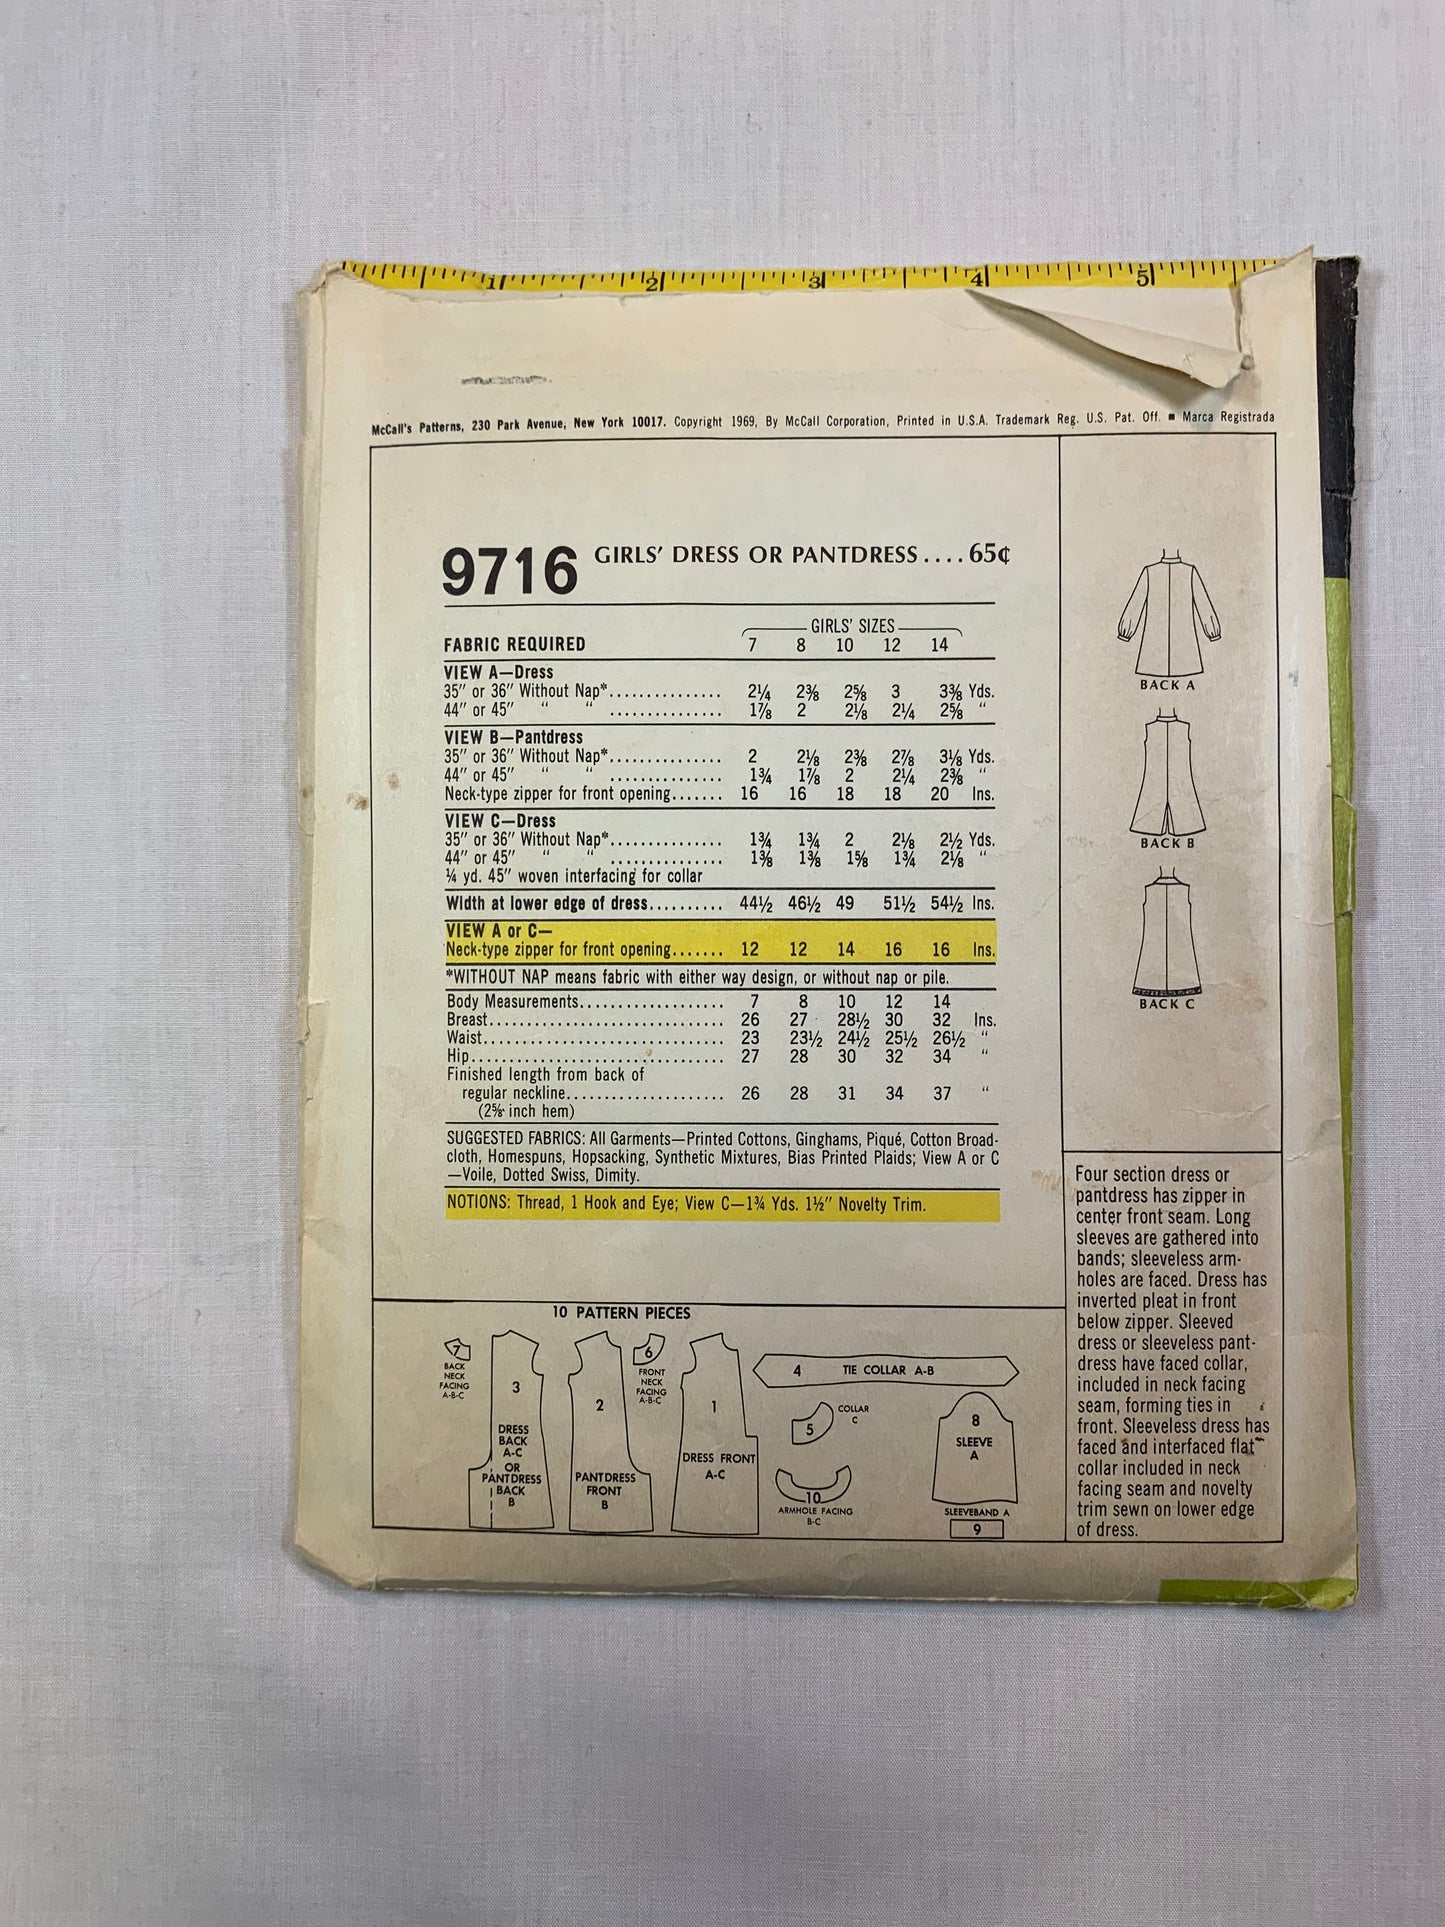 1 2 3 4 5
McCall's Patterns, 230 Park Avenue, New York 10017. Copyright 1969, By McCall Corporation, Printed in U.S.A. Trademark Reg. U.S. Pat. Off. ▪ Marca Registrada
9716 GIRLS' DRESS OR PANTDRESS....65¢
GIRLS' SIZES
FABRIC REQUIRED 7 8 10 12 14
VIEW A—Dress
35" or 36" Without Nap*............... 2¼ 2⅜ 2⅝ 3 3⅜ Yds.
44" or 45" " " ............... 1⅞ 2 2⅛ 2¼ 2⅝ "
VIEW B—Pantdress
35" or 36" Without Nap*............... 2 2⅛ 2⅜ 2⅞ 3⅛ Yds.
44" or 45" " " ............... 1¾ 1⅞ 2 2¼ 2⅜ "
Neck-type zipper for front opening....... 16 16 18 18 20 Ins.
VIEW C—Dress
35" or 36" Without Nap*............... 1¾ 1¾ 2 2⅛ 2½ Yds.
44" or 45" " " ............... 1⅜ 1⅜ 1⅝ 1¾ 2⅛ "
¼ yd. 45" woven interfacing for collar
Width at lower edge of dress.......... 44½ 46½ 49 51½ 54½ Ins.
VIEW A or C—
Neck-type zipper for front opening....... 12 12 14 16 16 Ins.
*WITHOUT NAP means fabric with either way design, or without nap or pile.
Body Measurements................... 7 8 10 12 14
Breast............................... 26 27 28½ 30 32 Ins.
Waist................................ 23 23½ 24½ 25½ 26½ "
Hip.................................. 27 28 30 32 34 "
Finished length from back of
regular neckline...................... 26 28 31 34 37 "
(2⅝ inch hem)
SUGGESTED FABRICS: All Garments—Printed Cottons, Ginghams, Piqué, Cotton Broad-
cloth, Homespuns, Hopsacking, Synthetic Mixtures, Bias Printed Plaids; View A or C
—Voile, Dotted Swiss, Dimity.
NOTIONS: Thread, 1 Hook and Eye; View C—1¾ Yds. 1½" Novelty Trim.
BACK A
BACK B
BACK C
Four section dress or
pantdress has zipper in
center front seam. Long
sleeves are gathered into
bands; sleeveless arm-
holes are faced. Dress has
inverted pleat in front
below zipper. Sleeved
dress or sleeveless pant-
dress have faced collar,
included in neck facing
seam, forming ties in
front. Sleeveless dress has
faced and interfaced flat
collar included in neck
facing seam and novelty
trim sewn on lower edge
of dress.
10 PATTERN PIECES
7
BACK
NECK
FACING
A-B-C
3
DRESS
BACK
A-C
OR
PANTDRESS
BACK
B
2
PANTDRESS
FRONT
B
6
FRONT
NECK
FACING
A-B-C
1
DRESS FRONT
A-C
4 TIE COLLAR A-B
5
COLLAR
C
10
ARMHOLE FACING
B-C
8
SLEEVE
A
SLEEVEBAND A
9